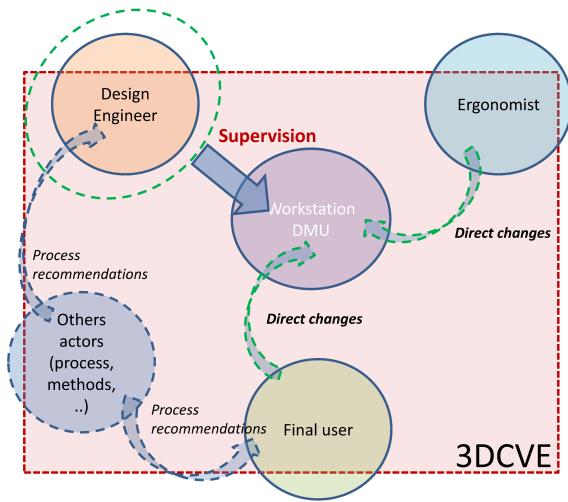 Design
Engineer
Ergonomist
Supervision
Workstation
DMU
Direct changes
Process
recommendations
Direct changes
Others
actors
(process,
methods,
..)
Process
recommendations
Final user
3DCVE